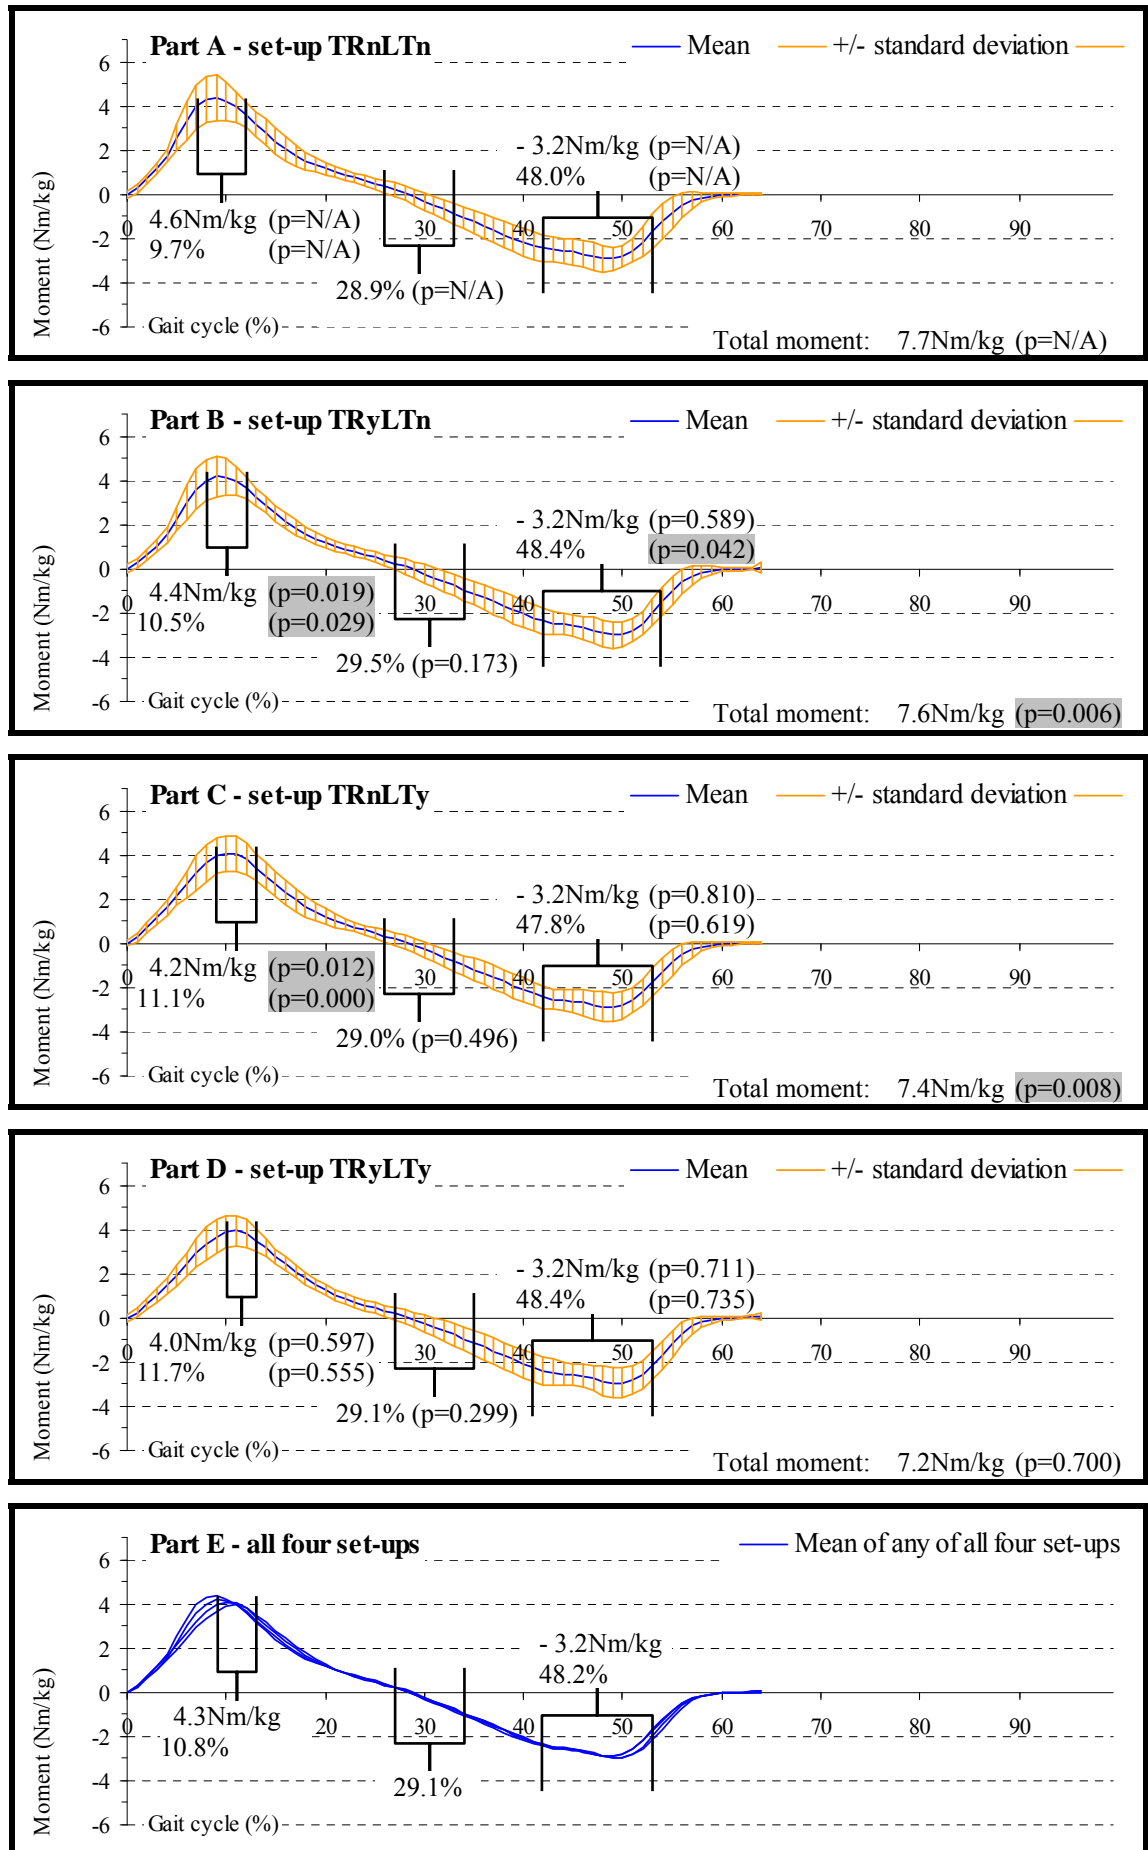 Part A - set-up TRnLTn
Mean
+/- standard deviation
6
4
2
0
-2
-4
-6
Moment (Nm/kg)
0 30 40 50 60 70 80 90
4.6Nm/kg (p=N/A)
9.7% (p=N/A)
28.9% (p=N/A)
- 3.2Nm/kg (p=N/A)
48.0% (p=N/A)
Gait cycle (%)
Total moment: 7.7Nm/kg (p=N/A)
Part B - set-up TRyLTn
Mean
+/- standard deviation
6
4
2
0
-2
-4
-6
Moment (Nm/kg)
0 30 40 50 60 70 80 90
4.4Nm/kg (p=0.019)
10.5% (p=0.029)
29.5% (p=0.173)
- 3.2Nm/kg (p=0.589)
48.4% (p=0.042)
Gait cycle (%)
Total moment: 7.6Nm/kg (p=0.006)
Part C - set-up TRnLTy
Mean
+/- standard deviation
6
4
2
0
-2
-4
-6
Moment (Nm/kg)
0 30 40 50 60 70 80 90
4.2Nm/kg (p=0.012)
11.1% (p=0.000)
29.0% (p=0.496)
- 3.2Nm/kg (p=0.810)
47.8% (p=0.619)
Gait cycle (%)
Total moment: 7.4Nm/kg (p=0.008)
Part D - set-up TRyLTy
Mean
+/- standard deviation
6
4
2
0
-2
-4
-6
Moment (Nm/kg)
0 30 40 50 60 70 80 90
4.0Nm/kg (p=0.597)
11.7% (p=0.555)
29.1% (p=0.299)
- 3.2Nm/kg (p=0.711)
48.4% (p=0.735)
Gait cycle (%)
Total moment: 7.2Nm/kg (p=0.700)
Part E - all four set-ups
Mean of any of all four set-ups
6
4
2
0
-2
-4
-6
Moment (Nm/kg)
0 20 30 40 50 60 70 80 90
4.3Nm/kg
10.8%
29.1%
- 3.2Nm/kg
48.2%
Gait cycle (%)